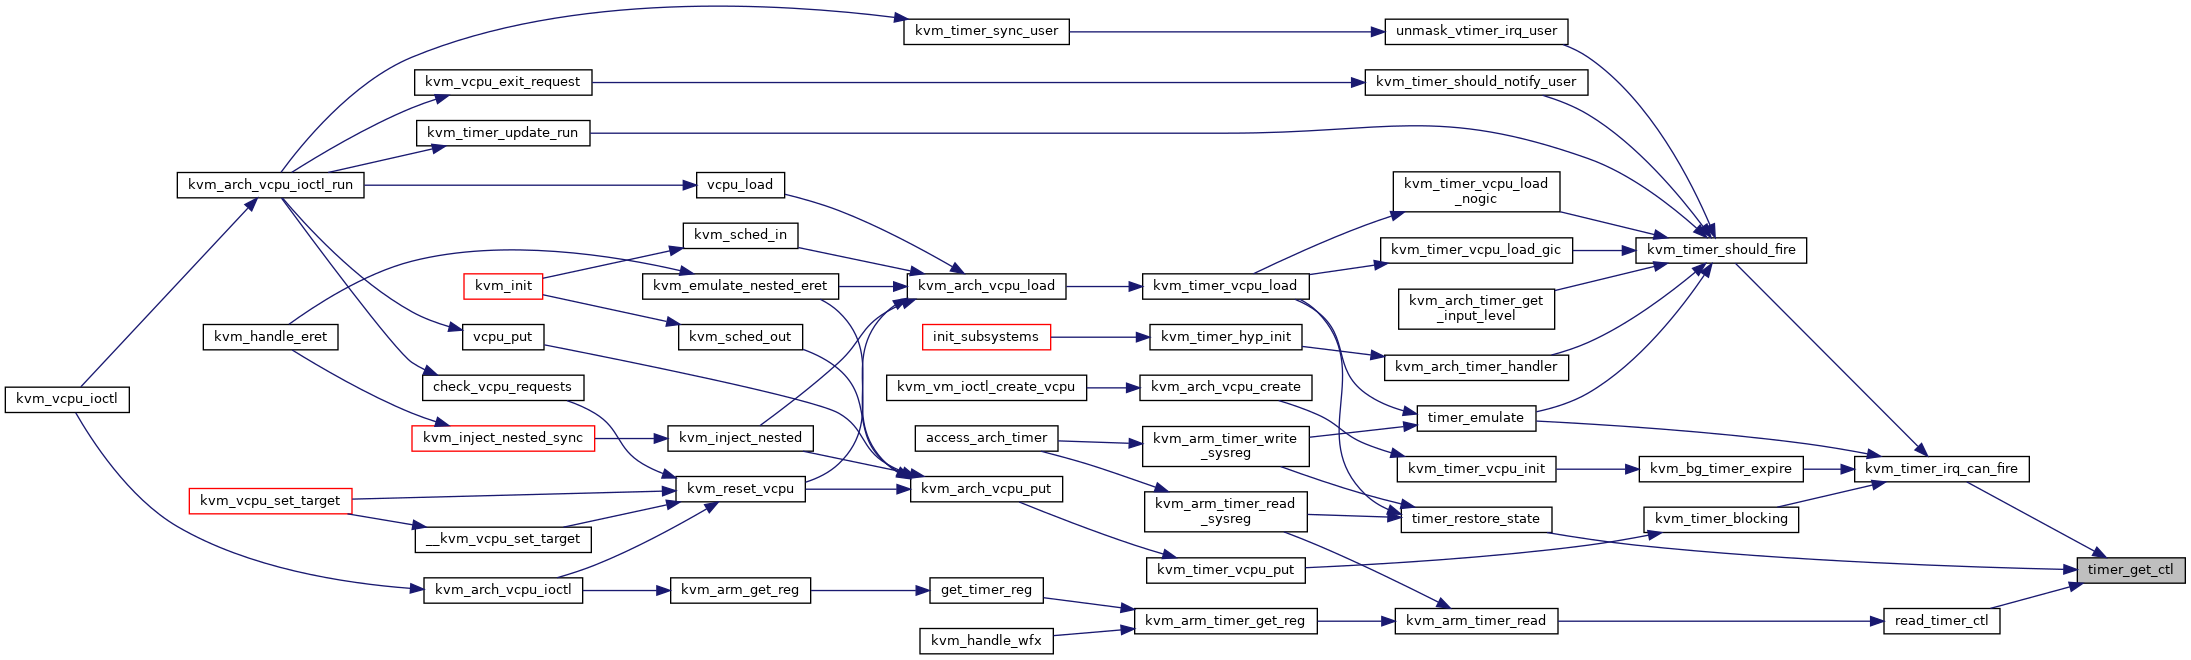 kvm_timer_sync_user
unmask_vtimer_irq_user
kvm_vcpu_exit_request
kvm_timer_should_notify_user
kvm_timer_update_run
kvm_arch_vcpu_ioctl_run
vcpu_load
kvm_timer_vcpu_load
_nogic
kvm_sched_in
kvm_timer_vcpu_load_gic
kvm_timer_should_fire
kvm_init
kvm_emulate_nested_eret
kvm_arch_vcpu_load
kvm_timer_vcpu_load
kvm_arch_timer_get
_input_level
kvm_handle_eret
vcpu_put
kvm_sched_out
init_subsystems
kvm_timer_hyp_init
kvm_arch_timer_handler
kvm_vcpu_ioctl
check_vcpu_requests
kvm_vm_ioctl_create_vcpu
kvm_arch_vcpu_create
timer_emulate
kvm_inject_nested_sync
kvm_inject_nested
access_arch_timer
kvm_arm_timer_write
_sysreg
kvm_timer_vcpu_init
kvm_bg_timer_expire
kvm_timer_irq_can_fire
kvm_vcpu_set_target
kvm_reset_vcpu
kvm_arch_vcpu_put
kvm_arm_timer_read
_sysreg
timer_restore_state
kvm_timer_blocking
__kvm_vcpu_set_target
kvm_timer_vcpu_put
timer_get_ctl
kvm_arch_vcpu_ioctl
kvm_arm_get_reg
get_timer_reg
kvm_arm_timer_get_reg
kvm_arm_timer_read
read_timer_ctl
kvm_handle_wfx